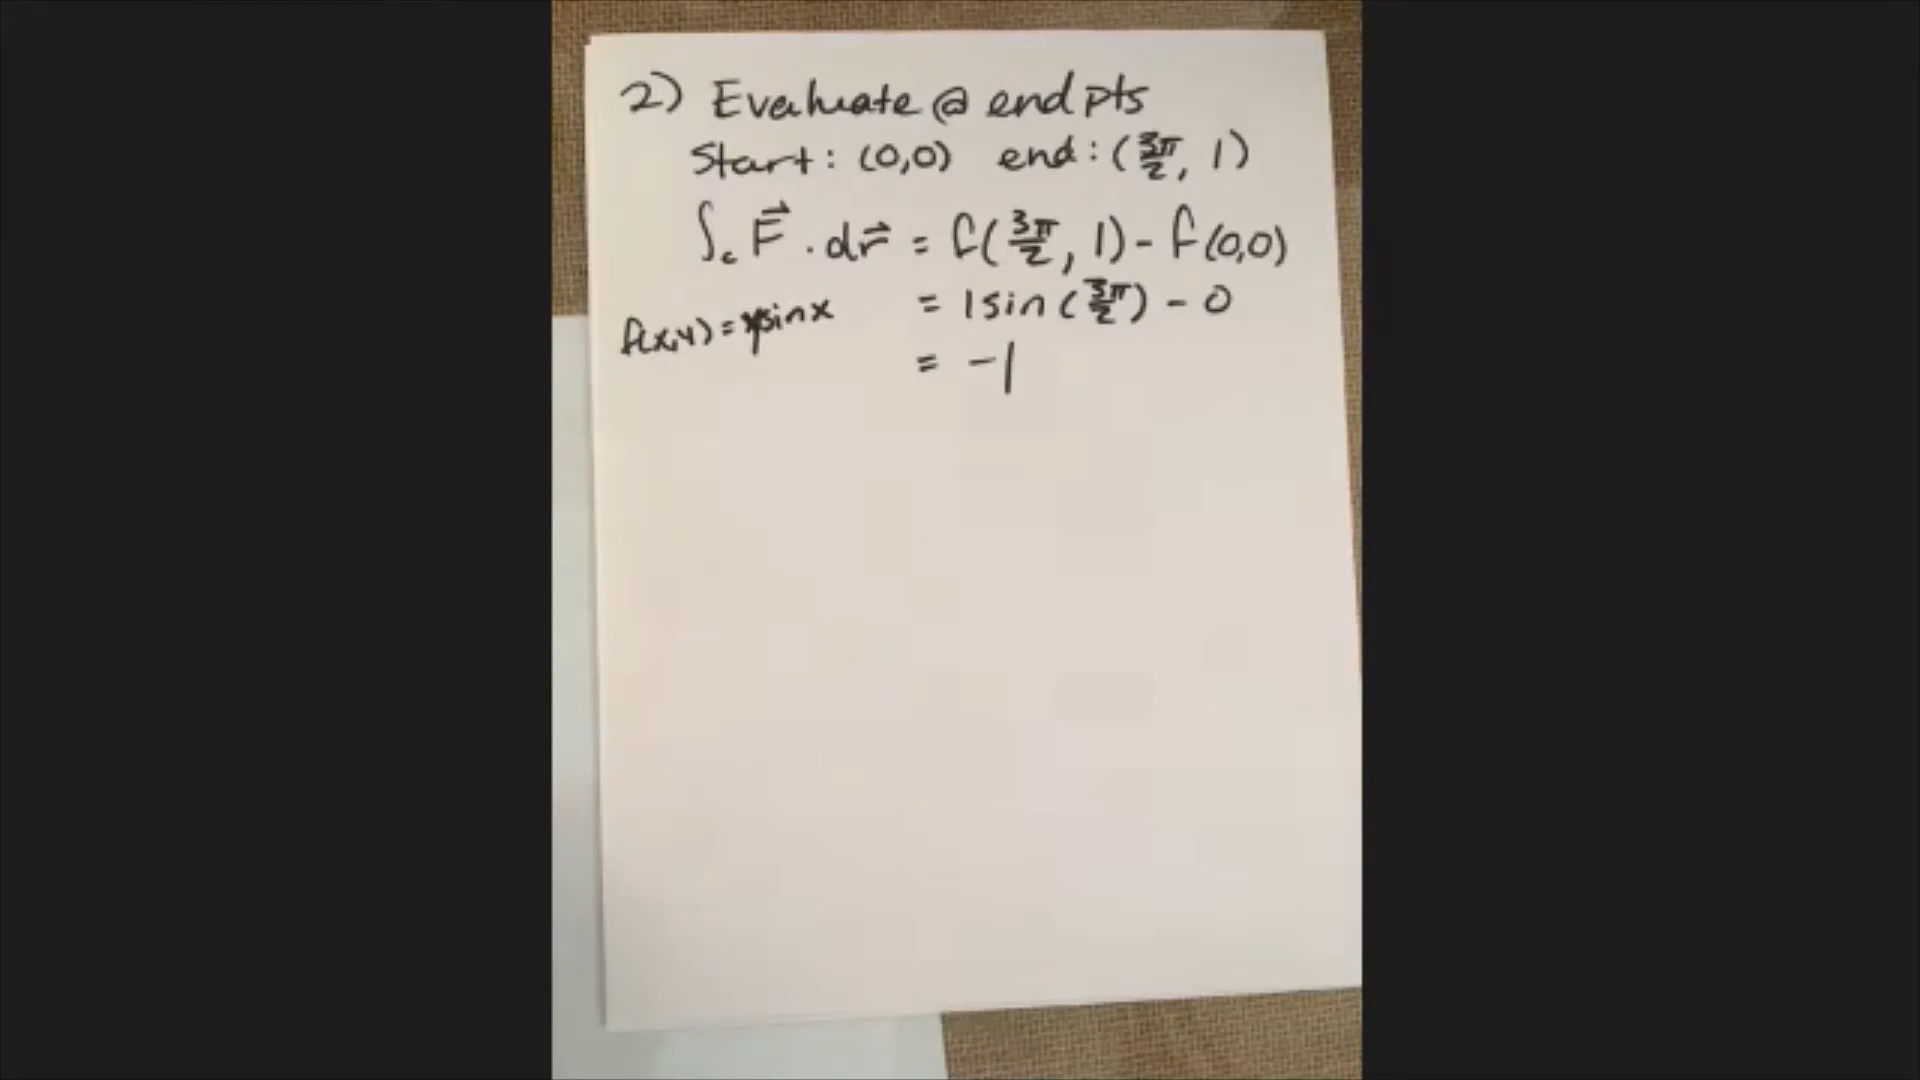 2) Evaluate @ end pts
Start: (0,0) end: (3π/2, 1)
∫c F⃗ · dr⃗ = f(3π/2, 1) - f(0,0)
= 1sin(3π/2) - 0
f(x,y) = ysinx
= -1